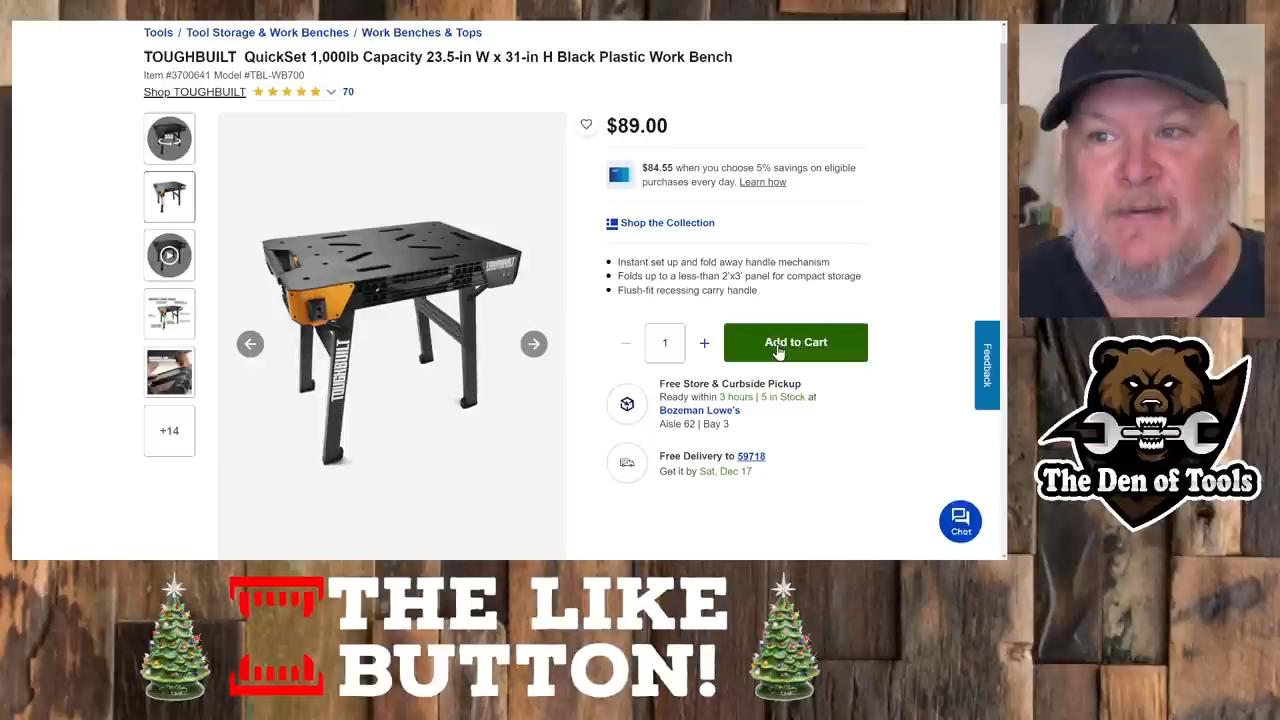 Tools / Tool Storage & Work Benches / Work Benches & Tops
TOUGHBUILT QuickSet 1,000lb Capacity 23.5-in W x 31-in H Black Plastic Work Bench
Item #3700641 Model #TBL-WB700
Shop TOUGHBUILT 70
$89.00
$84.55 when you choose 5% savings on eligible
purchases every day. Learn how
Shop the Collection
Instant set up and fold away handle mechanism
Folds up to a less-than 2'x3' panel for compact storage
Flush-fit recessing carry handle
1
Add to Cart
Free Store & Curbside Pickup
Ready within 3 hours | 5 in Stock at
Bozeman Lowe's
Aisle 62 | Bay 3
Free Delivery to 59718
Get it by Sat, Dec 17
+14
TOUGHBUILT
TOUGHBUILT
Feedback
Chat
The Den of Tools
THE LIKE
BUTTON!